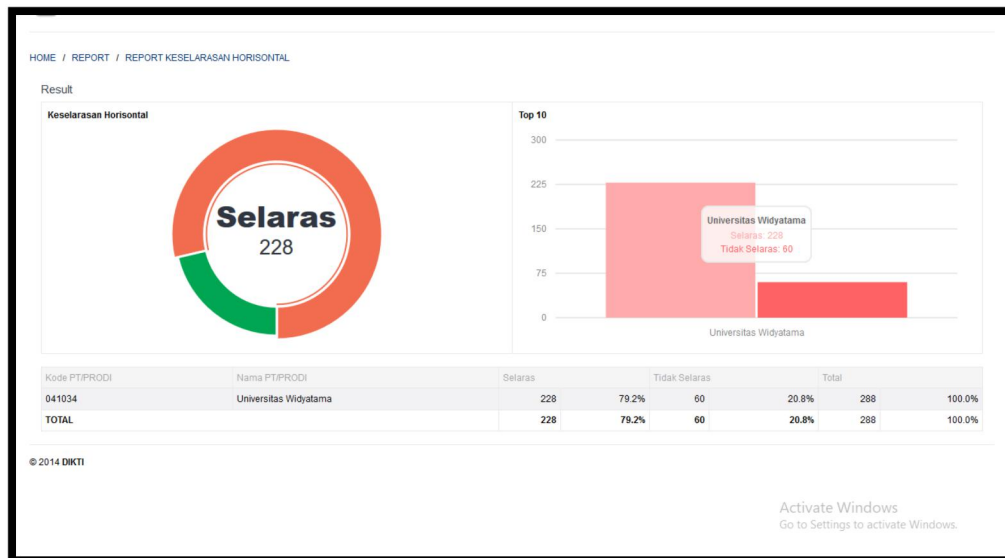 HOME / REPORT / REPORT KESELARASAN HORISONTAL
Result
Keselarasan Horisontal
Selaras
228
Top 10
300
225
150
75
0
Universitas Widyatama
Selaras: 228
Tidak Selaras: 60
Universitas Widyatama
Kode PT/PRODI Nama PT/PRODI Selaras Tidak Selaras Total
041034 Universitas Widyatama 228 79.2% 60 20.8% 288 100.0%
TOTAL 228 79.2% 60 20.8% 288 100.0%
© 2014 DIKTI
Activate Windows
Go to Settings to activate Windows.